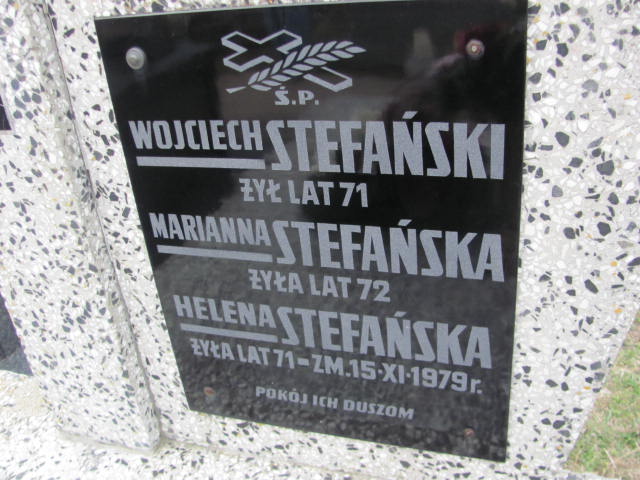 Ś.P.
WOJCIECH STEFAŃSKI
ŻYŁ LAT 71
MARIANNA STEFAŃSKA
ŻYŁA LAT 72
HELENA STEFAŃSKA
ŻYŁA LAT 71-ZM.15·XI·1979r.
POKÓJ ICH DUSZOM